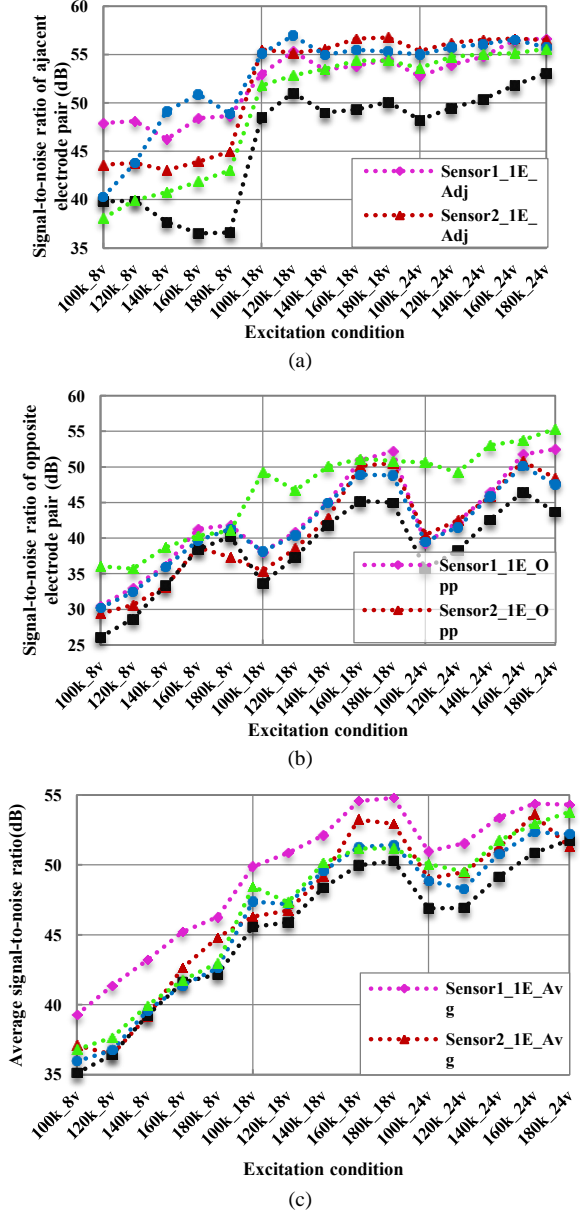 Signal-to-noise ratio of ajacent
electrode pair (dB)
60
55
50
45
40
35
Sensor1_1E_
Adj
Sensor2_1E_
Adj
100k_8v
120k_8v
140k_8v
160k_8v
180k_8v
100k_18v
120k_18v
140k_18v
160k_18v
180k_18v
100k_24v
120k_24v
140k_24v
160k_24v
180k_24v
Excitation condition
(a)
Signal-to-noise ratio of opposite
electrode pair (dB)
60
55
50
45
40
35
30
25
Sensor1_1E_O
pp
Sensor2_1E_O
pp
100k_8v
120k_8v
140k_8v
160k_8v
180k_8v
100k_18v
120k_18v
140k_18v
160k_18v
180k_18v
100k_24v
120k_24v
140k_24v
160k_24v
180k_24v
Excitation condition
(b)
Average signal-to-noise ratio(dB)
55
50
45
40
35
Sensor1_1E_Av
g
Sensor2_1E_Av
g
100k_8v
120k_8v
140k_8v
160k_8v
180k_8v
100k_18v
120k_18v
140k_18v
160k_18v
180k_18v
100k_24v
120k_24v
140k_24v
160k_24v
180k_24v
Excitation condition
(c)